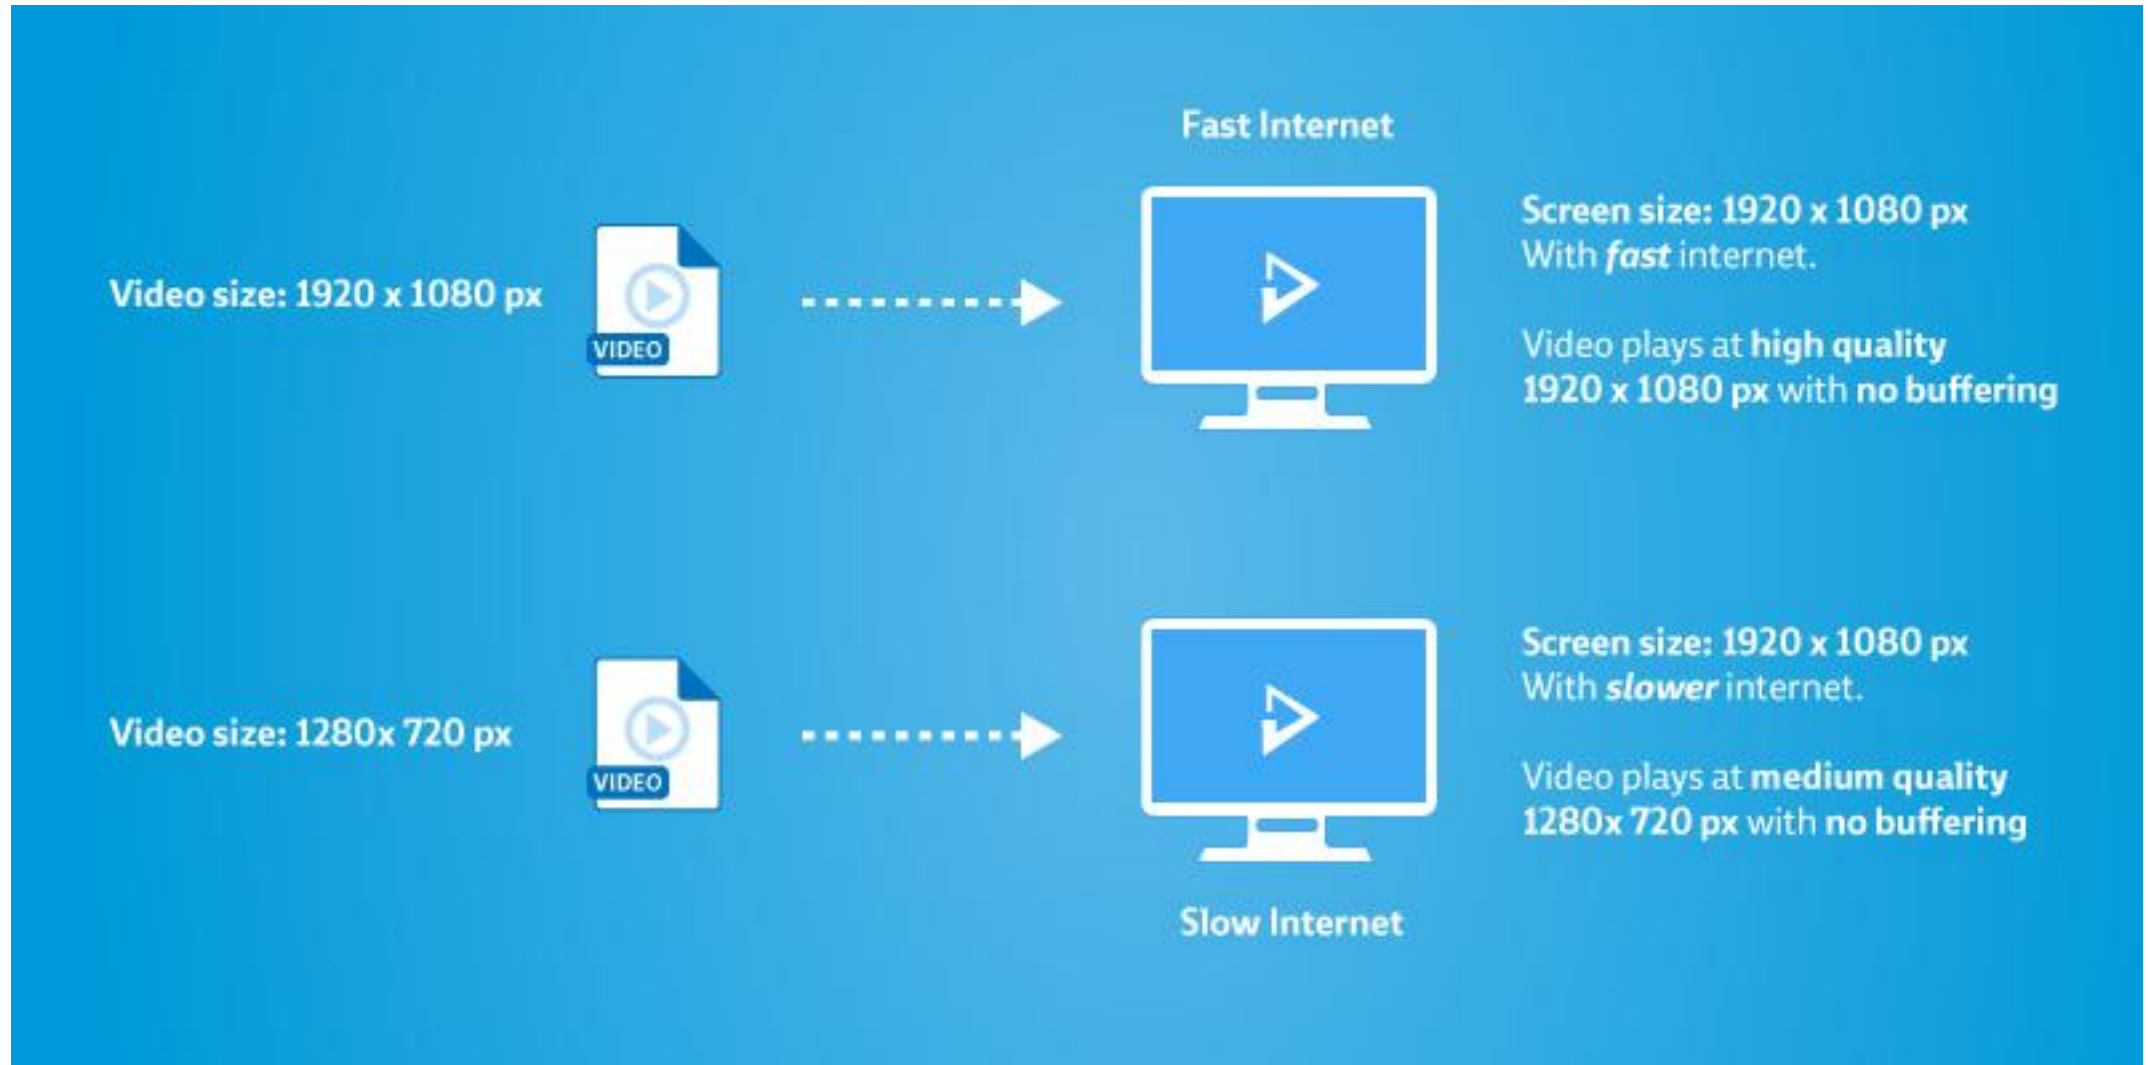 Fast Internet
Video size: 1920 x 1080 px
VIDEO
Screen size: 1920 x 1080 px
With fast internet.
Video plays at high quality
1920 x 1080 px with no buffering
Video size: 1280x 720 px
VIDEO
Screen size: 1920 x 1080 px
With slower internet.
Video plays at medium quality
1280x 720 px with no buffering
Slow Internet